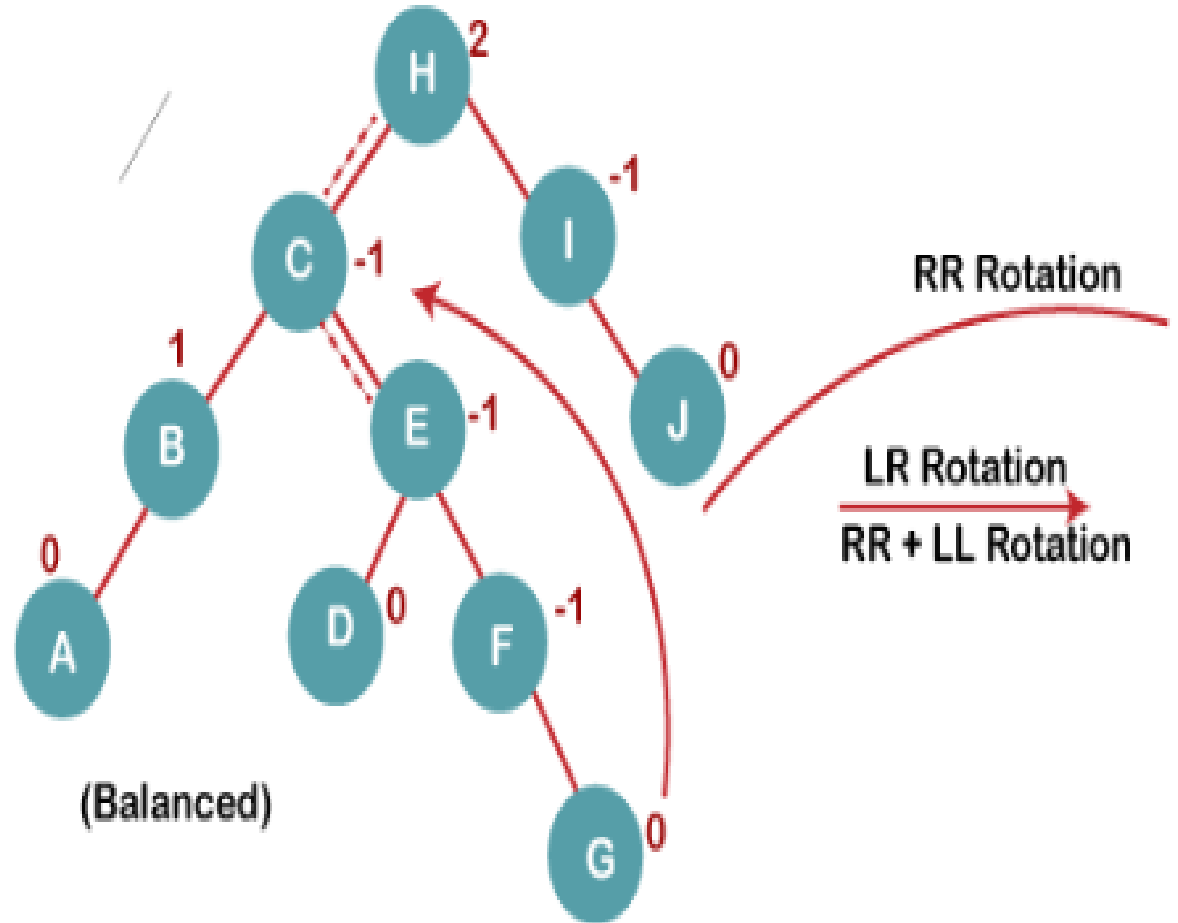 H 2
I -1
C -1
RR Rotation
1
J 0
B
E -1
LR Rotation
RR + LL Rotation
0
A
D 0
F -1
(Balanced)
G 0